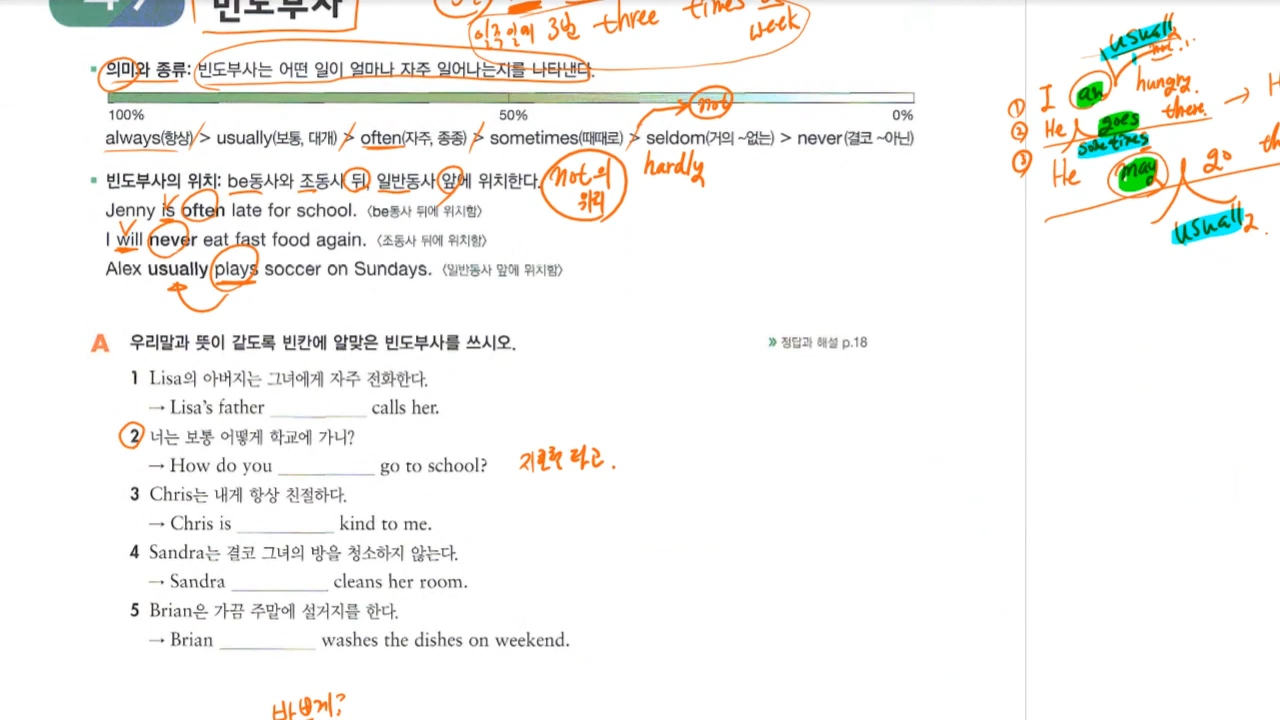 빈도부사
일주일에 3번 three times
week
의미와 종류: 빈도부사는 어떤 일이 얼마나 자주 일어나는지를 나타낸다.
not
100% 50% 0%
always(항상) > usually(보통, 대개) > often(자주, 종종) > sometimes(때때로) > seldom(거의 ~없는) > never(결코 ~아닌)
hardly
빈도부사의 위치: be동사와 조동사 뒤, 일반동사 앞에 위치한다.
not의
위치
Jenny is often late for school. 〈be동사 뒤에 위치함〉
I will never eat fast food again. 〈조동사 뒤에 위치함〉
Alex usually plays soccer on Sundays. 〈일반동사 앞에 위치함〉
usually
① I am hungry.
② He goes there. → H
sometimes
③ He may go th
usually
A 우리말과 뜻이 같도록 빈칸에 알맞은 빈도부사를 쓰시오.
» 정답과 해설 p.18
1 Lisa의 아버지는 그녀에게 자주 전화한다.
→ Lisa's father __________ calls her.
2 너는 보통 어떻게 학교에 가니?
→ How do you __________ go to school?
3 Chris는 내게 항상 친절하다.
→ Chris is __________ kind to me.
4 Sandra는 결코 그녀의 방을 청소하지 않는다.
→ Sandra __________ cleans her room.
5 Brian은 가끔 주말에 설거지를 한다.
→ Brian __________ washes the dishes on weekend.